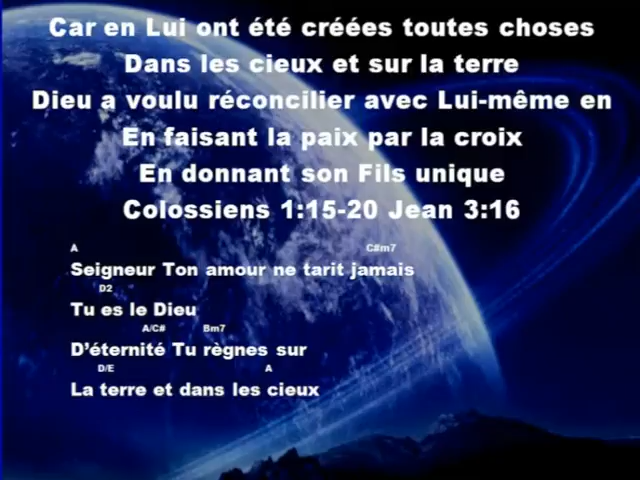 Car en Lui ont été créées toutes choses
Dans les cieux et sur la terre
Dieu a voulu réconcilier avec Lui-même en
En faisant la paix par la croix
En donnant son Fils unique
Colossiens 1:15-20 Jean 3:16
A C#m7
Seigneur Ton amour ne tarit jamais
D2
Tu es le Dieu
A/C# Bm7
D'éternité Tu règnes sur
D/E A
La terre et dans les cieux